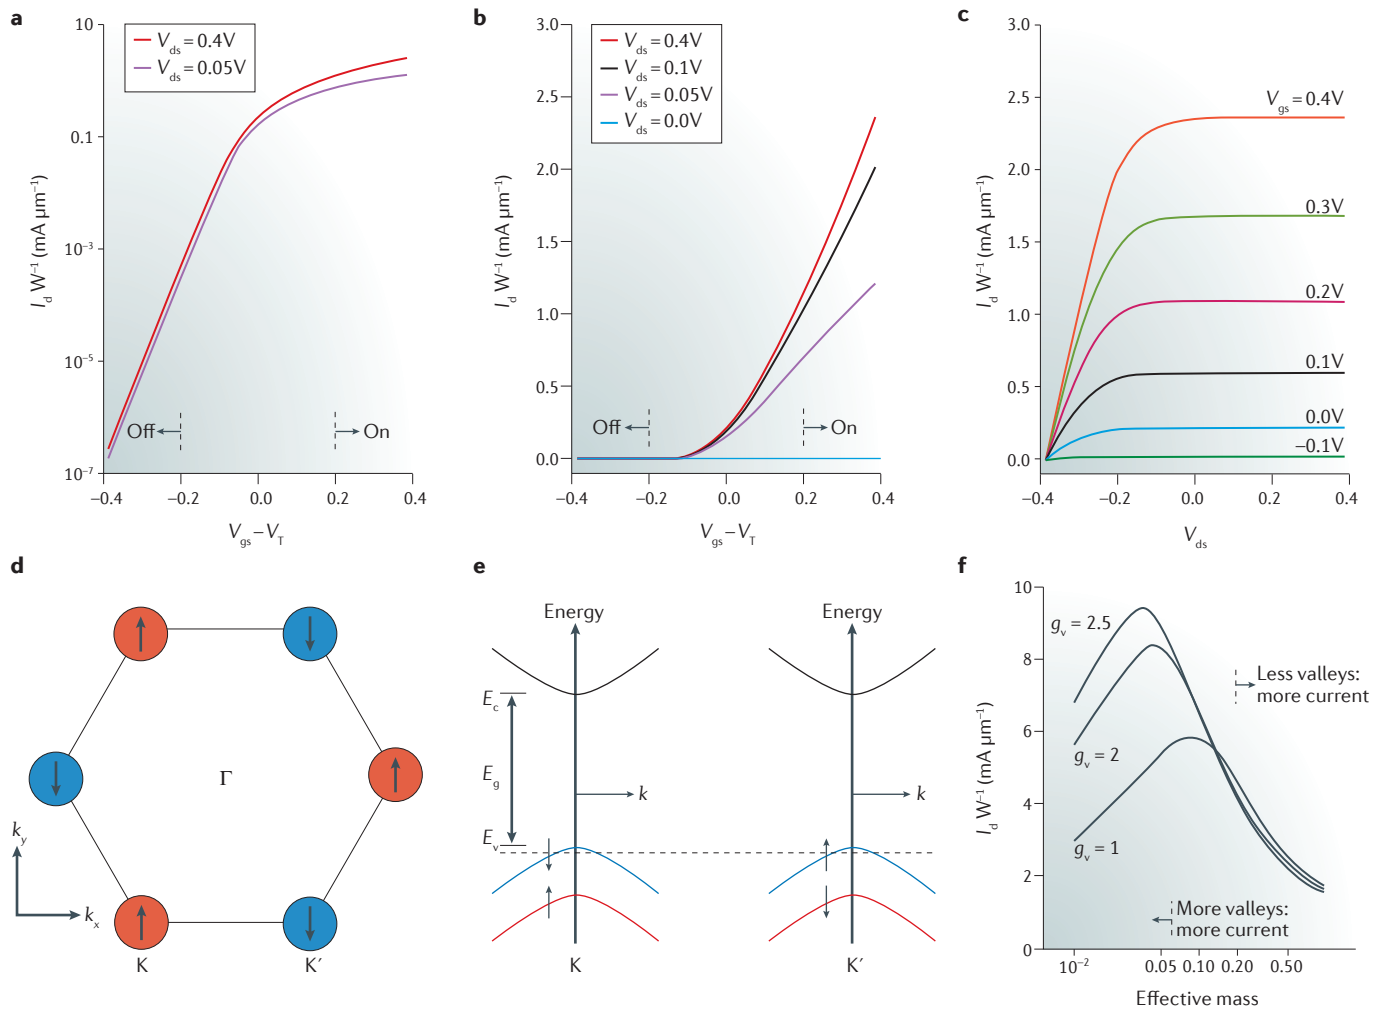 a
10
0.1
10⁻³
10⁻⁵
10⁻⁷
I_d W⁻¹ (mA μm⁻¹)
V_ds = 0.4V
V_ds = 0.05V
Off
On
−0.4
−0.2
0.0
0.2
0.4
V_gs – V_T
b
3.0
2.5
2.0
1.5
1.0
0.5
0.0
I_d W⁻¹ (mA μm⁻¹)
V_ds = 0.4V
V_ds = 0.1V
V_ds = 0.05V
V_ds = 0.0V
Off
On
−0.4
−0.2
0.0
0.2
0.4
V_gs – V_T
c
3.0
2.5
2.0
1.5
1.0
0.5
0.0
I_d W⁻¹ (mA μm⁻¹)
V_gs = 0.4V
0.3V
0.2V
0.1V
0.0V
−0.1V
−0.4
−0.2
0.0
0.2
0.4
V_ds
d
Γ
k_y
k_x
K
K′
e
Energy
E_c
E_g
E_v
k
K
Energy
k
K′
f
10
8
6
4
2
0
I_d W⁻¹ (mA μm⁻¹)
g_v = 2.5
g_v = 2
g_v = 1
Less valleys:
more current
More valleys:
more current
10⁻²
0.05
0.10
0.20
0.50
Effective mass